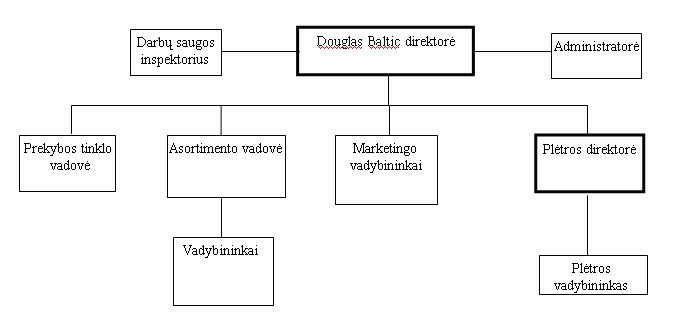 Darbų saugos
inspektorius
Douglas Baltic direktorė
Administratorė
Prekybos tinklo
vadovė
Asortimento vadovė
Marketingo
vadybininkai
Plėtros direktorė
Vadybininkai
Plėtros
vadybininkas